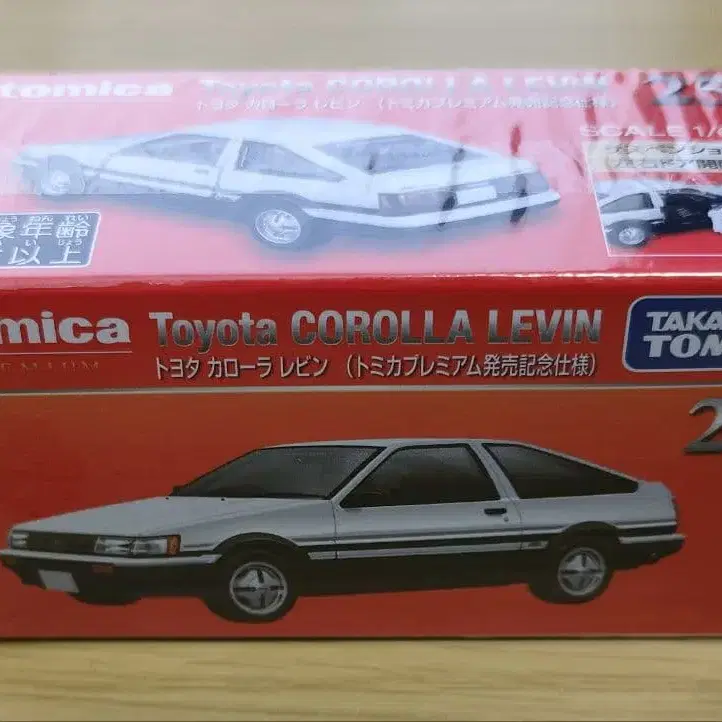 tomica Toyota COROLLA LEVIN
トヨタ カローラ レビン (トミカプレミアム発売記念仕様)
SCALE 1/
年齢
以上
mica Toyota COROLLA LEVIN TAKA
TOM
トヨタ カローラ レビン (トミカプレミアム発売記念仕様)
2